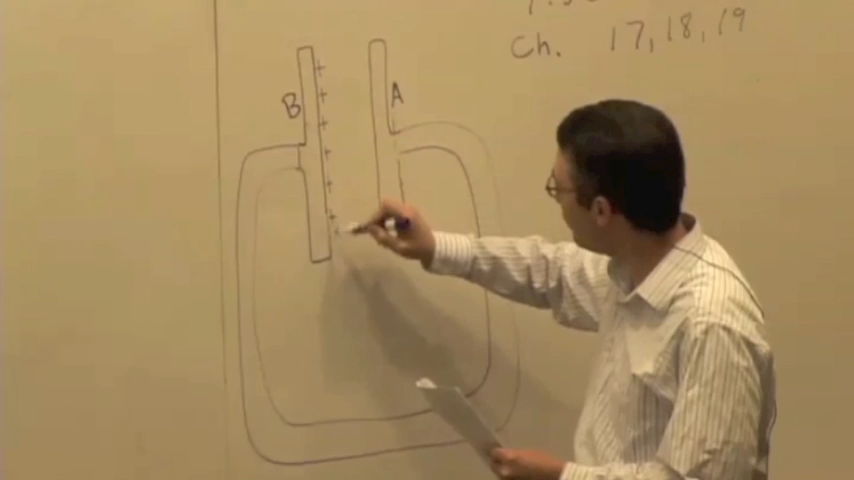 Ch. 17, 18, 19
B
A
+
+
+
+
+
+